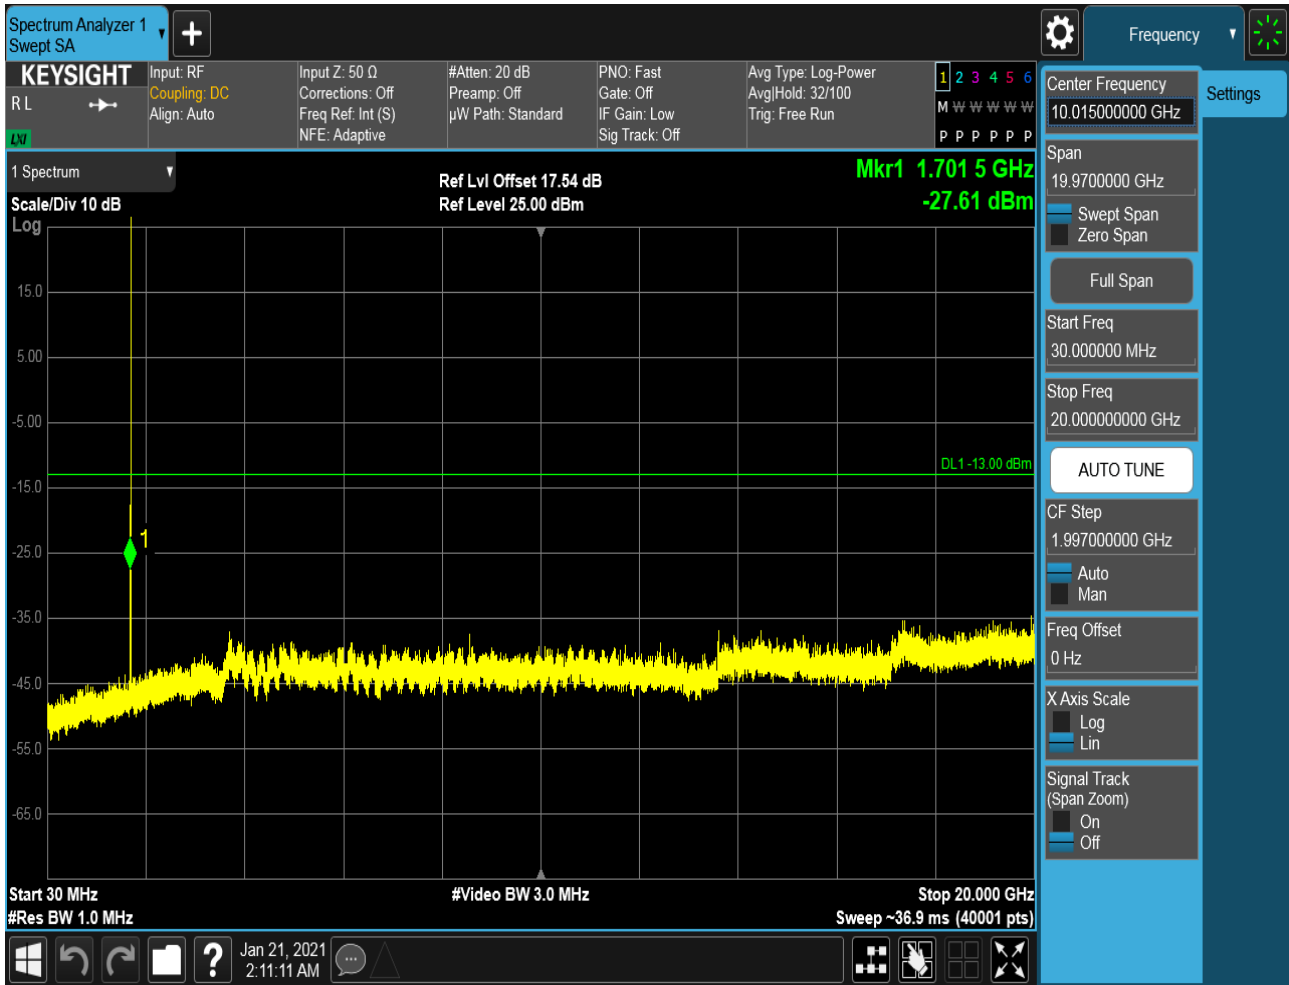 Spectrum Analyzer 1
Swept SA
+
Frequency
KEYSIGHT
R L
LXI
Input: RF
Coupling: DC
Align: Auto
Input Z: 50 Ω
Corrections: Off
Freq Ref: Int (S)
NFE: Adaptive
#Atten: 20 dB
Preamp: Off
µW Path: Standard
PNO: Fast
Gate: Off
IF Gain: Low
Sig Track: Off
Avg Type: Log-Power
Avg|Hold: 32/100
Trig: Free Run
1 2 3 4 5 6
M W W W W W
P P P P P P
1 Spectrum
Scale/Div 10 dB
Log
Ref Lvl Offset 17.54 dB
Ref Level 25.00 dBm
Mkr1 1.701 5 GHz
-27.61 dBm
15.0
5.00
-5.00
DL1 -13.00 dBm
-15.0
1
-25.0
-35.0
-45.0
-55.0
-65.0
Start 30 MHz
#Res BW 1.0 MHz
#Video BW 3.0 MHz
Stop 20.000 GHz
Sweep ~36.9 ms (40001 pts)
?
Jan 21, 2021
2:11:11 AM
Center Frequency
10.015000000 GHz
Settings
Span
19.9700000 GHz
Swept Span
Zero Span
Full Span
Start Freq
30.000000 MHz
Stop Freq
20.000000000 GHz
AUTO TUNE
CF Step
1.997000000 GHz
Auto
Man
Freq Offset
0 Hz
X Axis Scale
Log
Lin
Signal Track
(Span Zoom)
On
Off